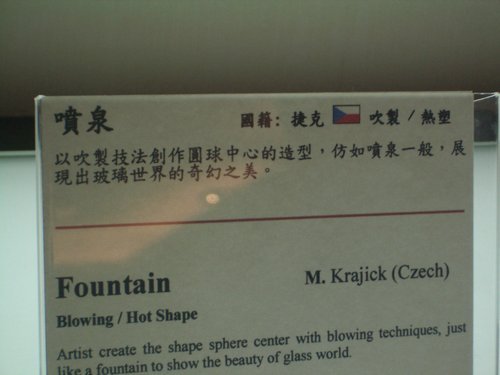 噴泉
國籍: 捷克 吹製 / 熱塑
以吹製技法創作圓球中心的造型，仿如噴泉一般，展
現出玻璃世界的奇幻之美。
Fountain
M. Krajick (Czech)
Blowing / Hot Shape
Artist create the shape sphere center with blowing techniques, just
like a fountain to show the beauty of glass world.